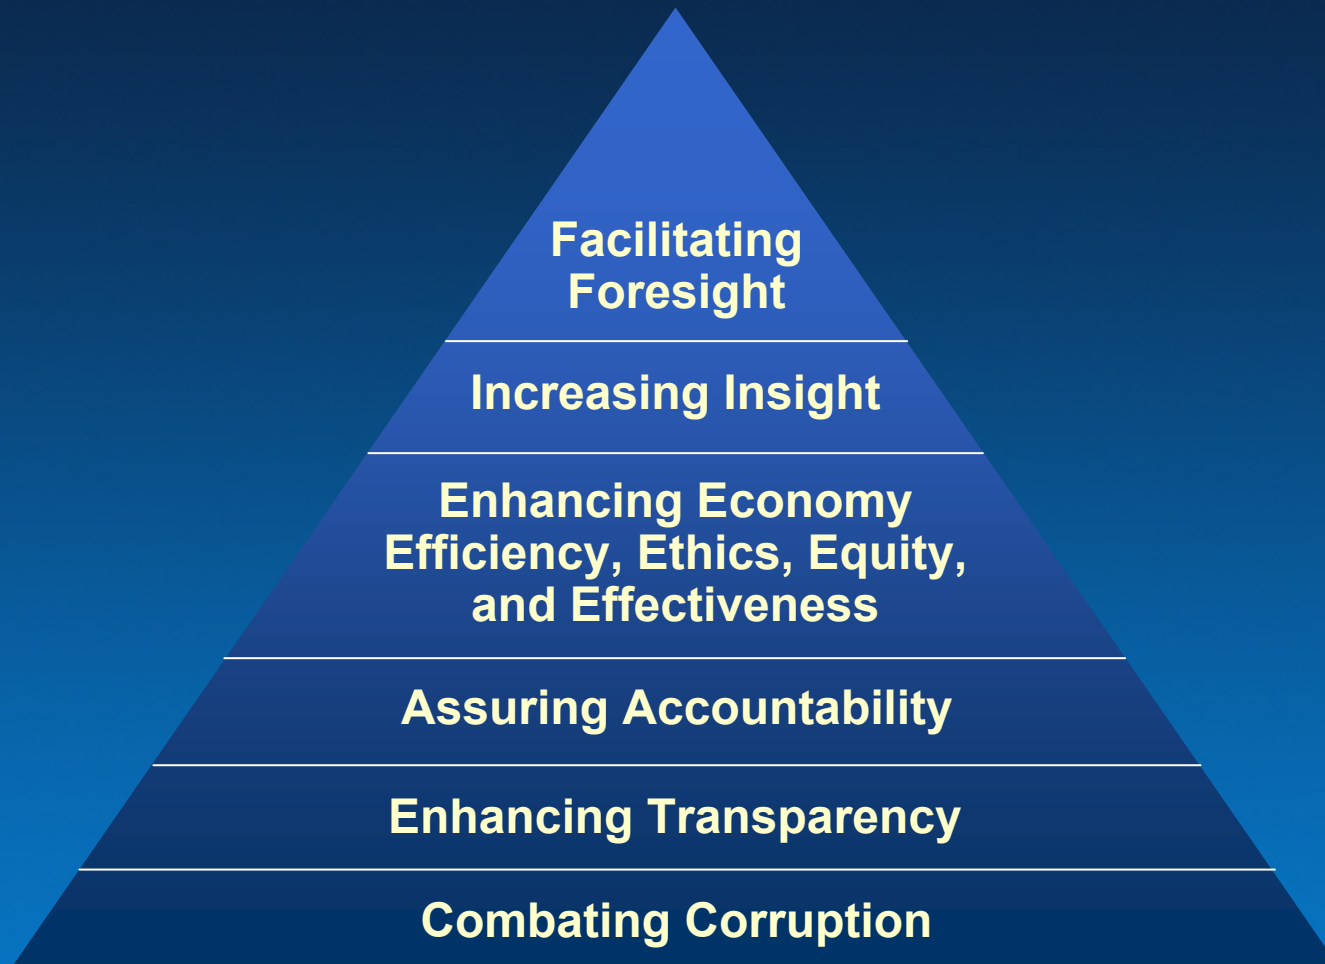 Facilitating
Foresight
Increasing Insight
Enhancing Economy
Efficiency, Ethics, Equity,
and Effectiveness
Assuring Accountability
Enhancing Transparency
Combating Corruption